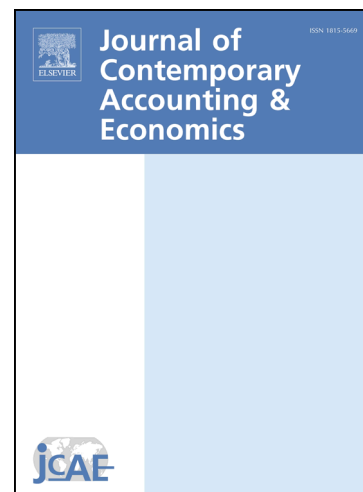 ISSN 1815-5669
Journal of
Contemporary
Accounting &
Economics
ELSEVIER
jCAE